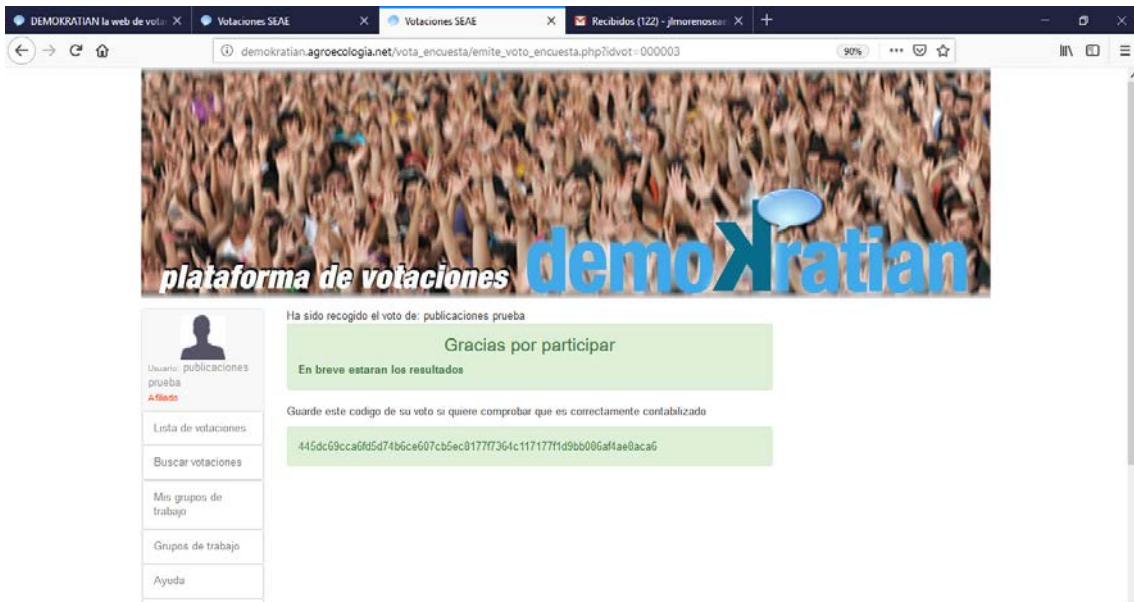 DEMOKRATIAN la web de vota
Votaciones SEAE
Votaciones SEAE
Recibidos (122) - jlmorenosear
demokratian.agroecologia.net/vota_encuesta/emite_voto_encuesta.php?idvot=000003
90%
plataforma de votaciones demoKratian
Ha sido recogido el voto de: publicaciones prueba
Gracias por participar
En breve estaran los resultados
Usuario: publicaciones
prueba
Afiliado
Guarde este codigo de su voto si quiere comprobar que es correctamente contabilizado
445dc69cca6fd5d74b6ce607cb5ec8177f7364c117177f1d9bb086af4ae8aca6
Lista de votaciones
Buscar votaciones
Mis grupos de
trabajo
Grupos de trabajo
Ayuda